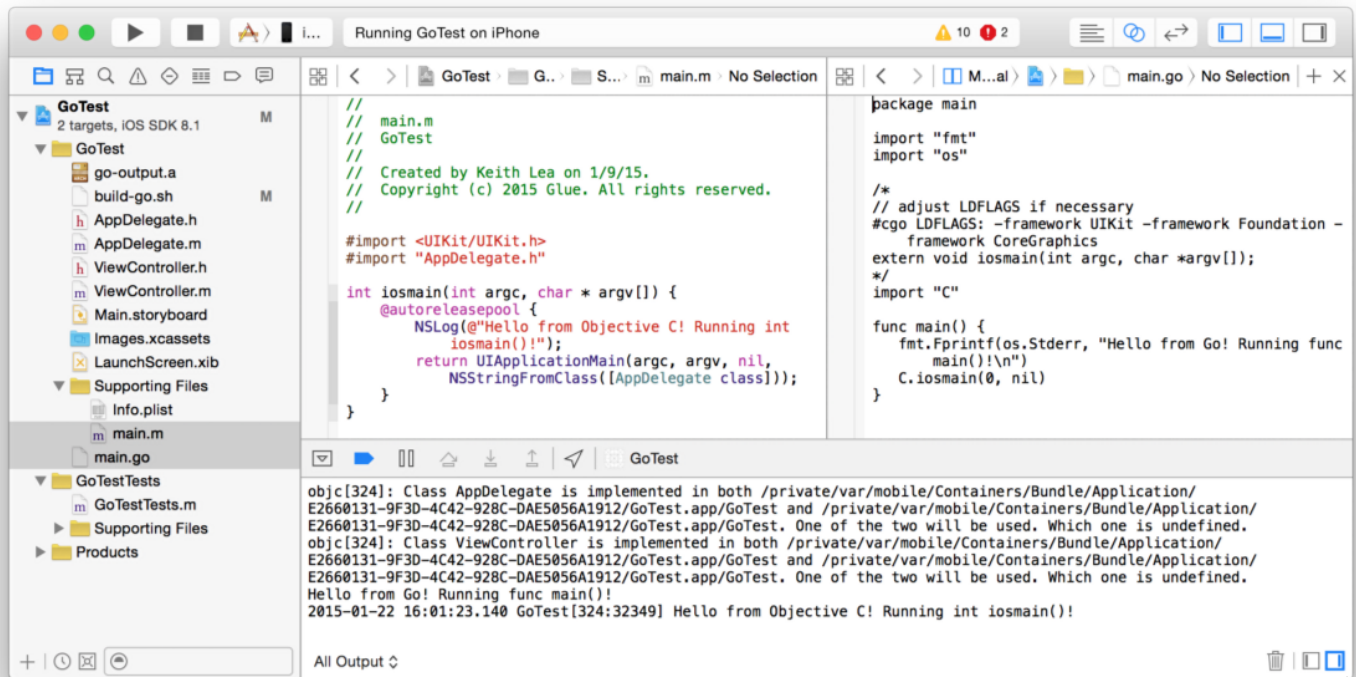 i...
Running GoTest on iPhone
10
2
GoTest
2 targets, iOS SDK 8.1
M
GoTest
go-output.a
build-go.sh
M
h AppDelegate.h
m AppDelegate.m
h ViewController.h
m ViewController.m
Main.storyboard
Images.xcassets
LaunchScreen.xib
Supporting Files
Info.plist
m main.m
main.go
GoTestTests
m GoTestTests.m
Supporting Files
Products
GoTest G.. S... m main.m No Selection
//
// main.m
// GoTest
//
// Created by Keith Lea on 1/9/15.
// Copyright (c) 2015 Glue. All rights reserved.
//
#import <UIKit/UIKit.h>
#import "AppDelegate.h"
int iosmain(int argc, char * argv[]) {
@autoreleasepool {
NSLog(@"Hello from Objective C! Running int
iosmain()!");
return UIApplicationMain(argc, argv, nil,
NSStringFromClass([AppDelegate class]));
}
}
M...al main.go No Selection
package main
import "fmt"
import "os"
/*
// adjust LDFLAGS if necessary
#cgo LDFLAGS: -framework UIKit -framework Foundation -
framework CoreGraphics
extern void iosmain(int argc, char *argv[]);
*/
import "C"
func main() {
fmt.Fprintf(os.Stderr, "Hello from Go! Running func
main()!\n")
C.iosmain(0, nil)
}
GoTest
objc[324]: Class AppDelegate is implemented in both /private/var/mobile/Containers/Bundle/Application/
E2660131-9F3D-4C42-928C-DAE5056A1912/GoTest.app/GoTest and /private/var/mobile/Containers/Bundle/Application/
E2660131-9F3D-4C42-928C-DAE5056A1912/GoTest.app/GoTest. One of the two will be used. Which one is undefined.
objc[324]: Class ViewController is implemented in both /private/var/mobile/Containers/Bundle/Application/
E2660131-9F3D-4C42-928C-DAE5056A1912/GoTest.app/GoTest and /private/var/mobile/Containers/Bundle/Application/
E2660131-9F3D-4C42-928C-DAE5056A1912/GoTest.app/GoTest. One of the two will be used. Which one is undefined.
Hello from Go! Running func main()!
2015-01-22 16:01:23.140 GoTest[324:32349] Hello from Objective C! Running int iosmain()!
All Output